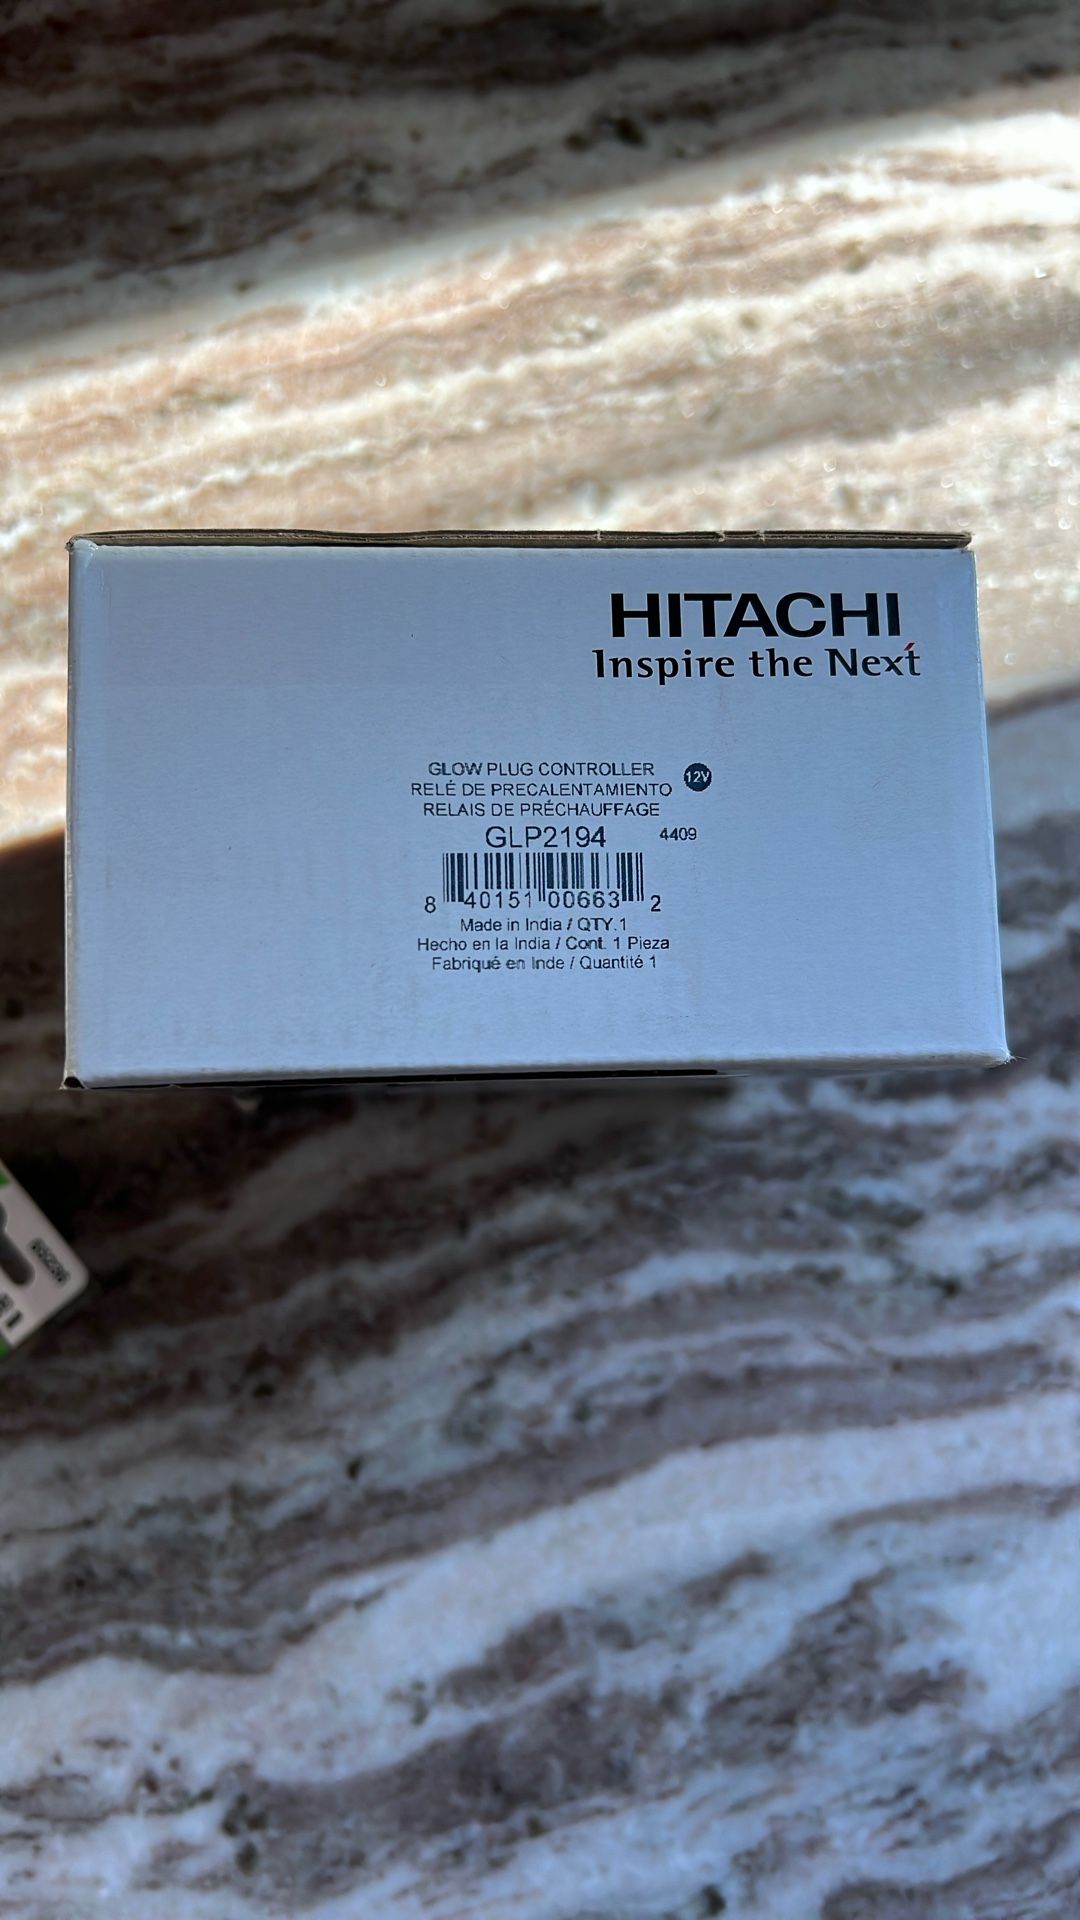 HITACHI
Inspire the Next
GLOW PLUG CONTROLLER
12V
RELÉ DE PRECALENTAMIENTO
RELAIS DE PRÉCHAUFFAGE
GLP2194 4409
8 40151 00663 2
Made in India / QTY.1
Hecho en la India / Cont. 1 Pieza
Fabriqué en Inde / Quantité 1